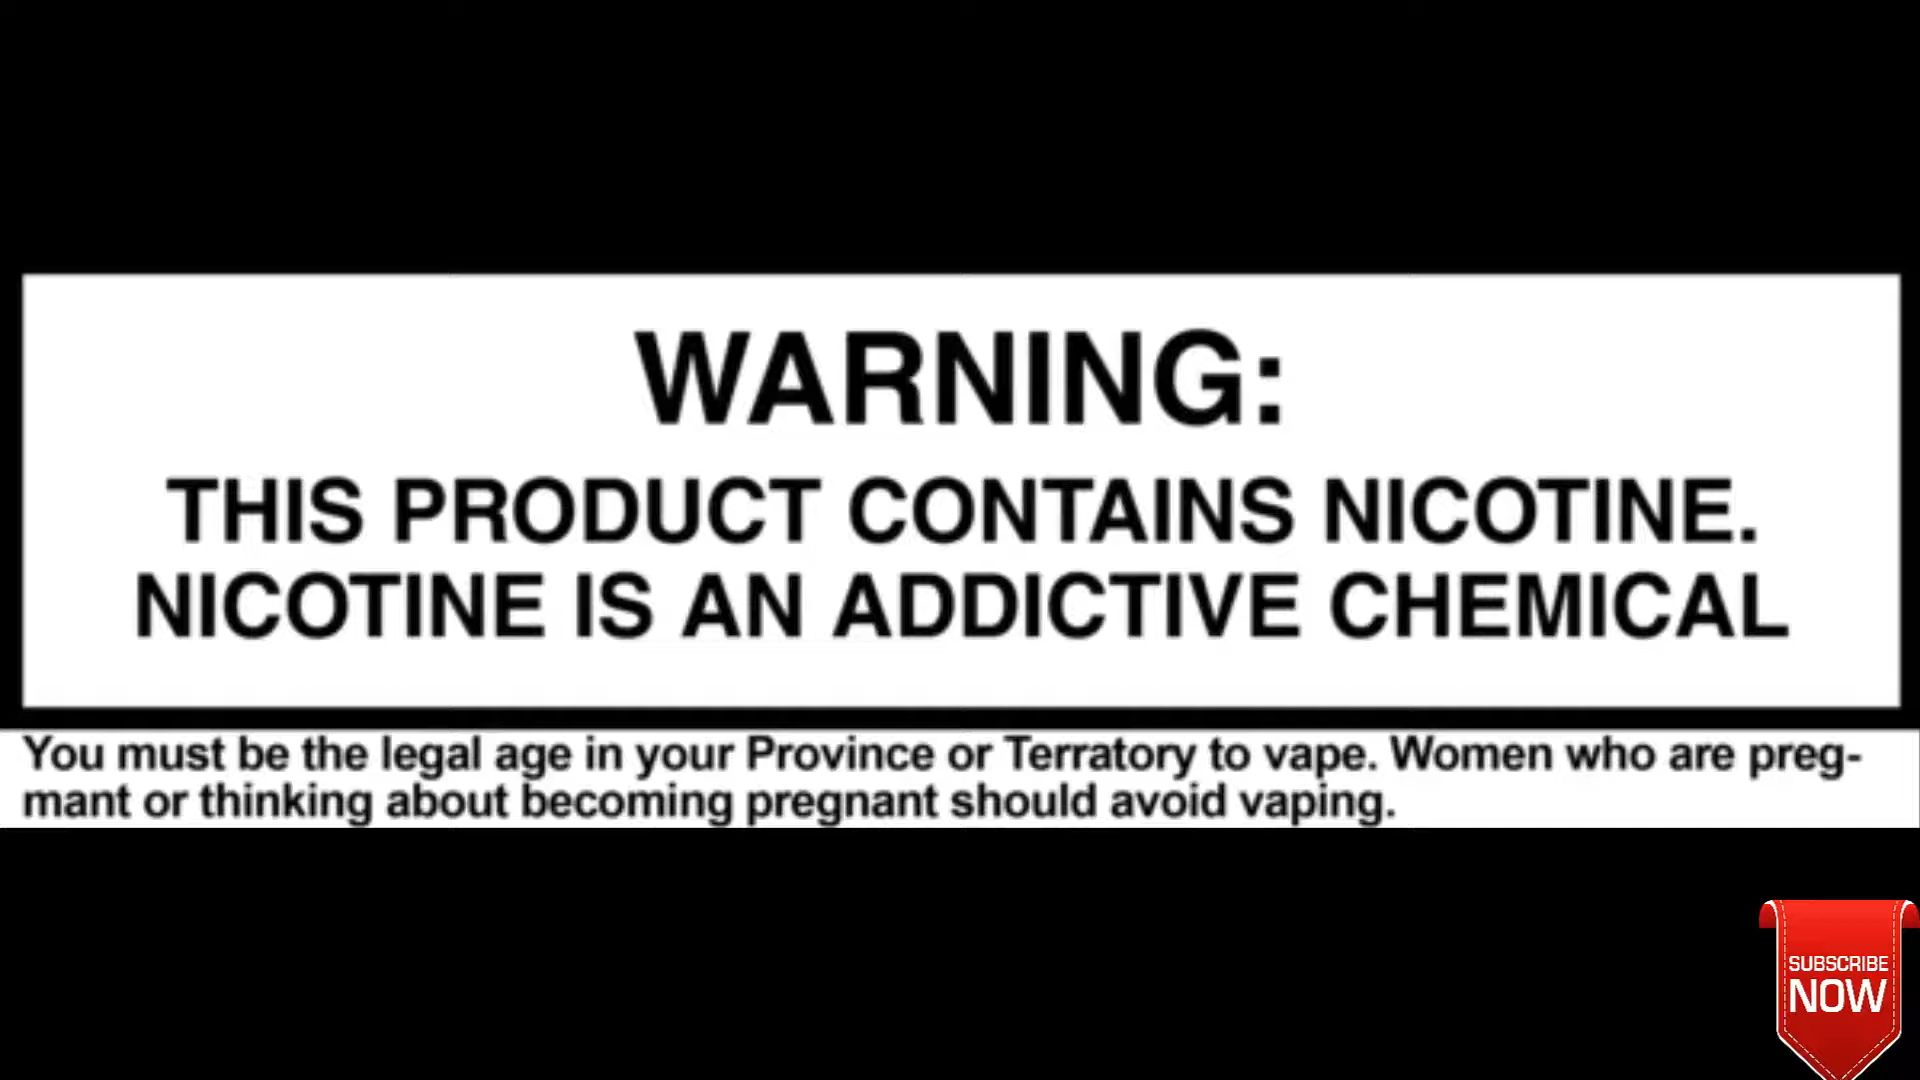 WARNING:
THIS PRODUCT CONTAINS NICOTINE.
NICOTINE IS AN ADDICTIVE CHEMICAL
You must be the legal age in your Province or Terratory to vape. Women who are preg-
mant or thinking about becoming pregnant should avoid vaping.
SUBSCRIBE
NOW